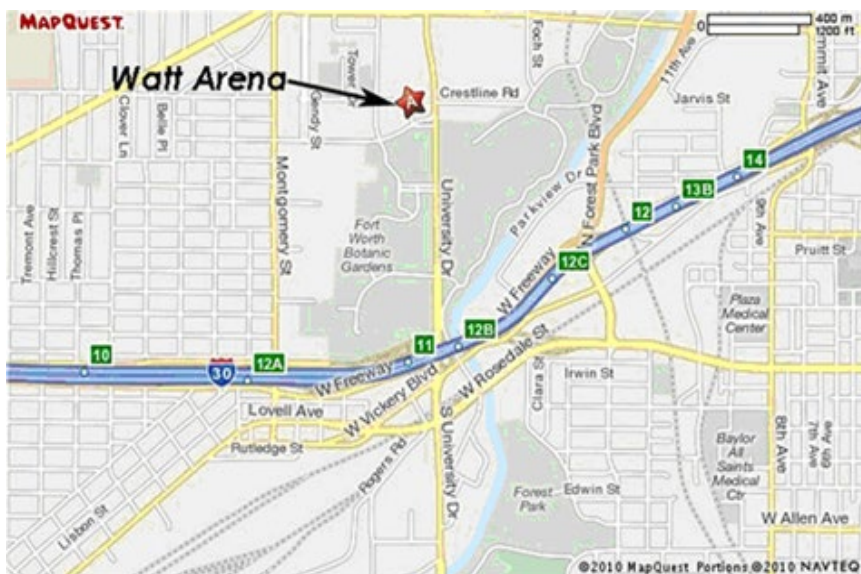 MAPQUEST.
400 m
0
1200 ft
Watt Arena
A
Tower Dr
Gendy St
Clover Ln
Belle Pl
Montgomery St
Crestline Rd
Foch St
11th Ave
Summit Ave
Jarvis St
N Forest Park Blvd
Parkview Dr
University Dr
Tremont Ave
Hillcrest St
Thomas Pl
Fort
Worth
Botanic
Gardens
14
13B
12
12C
9th Ave
Pruitt St
Plaza
Medical
Center
W Freeway
12B
11
10
30
12A
W Freeway
W Vickery Blvd
W Rosedale St
Clara St
Irwin St
Lovell Ave
Rutledge St
Rogers Rd
S University Dr
Lisbon St
Forest
Park
Edwin St
Baylor
All
Saints
Medical
Ctr
8th Ave
7th Ave
W Allen Ave
©2010 MapQuest Portions ©2010 NAVTEQ